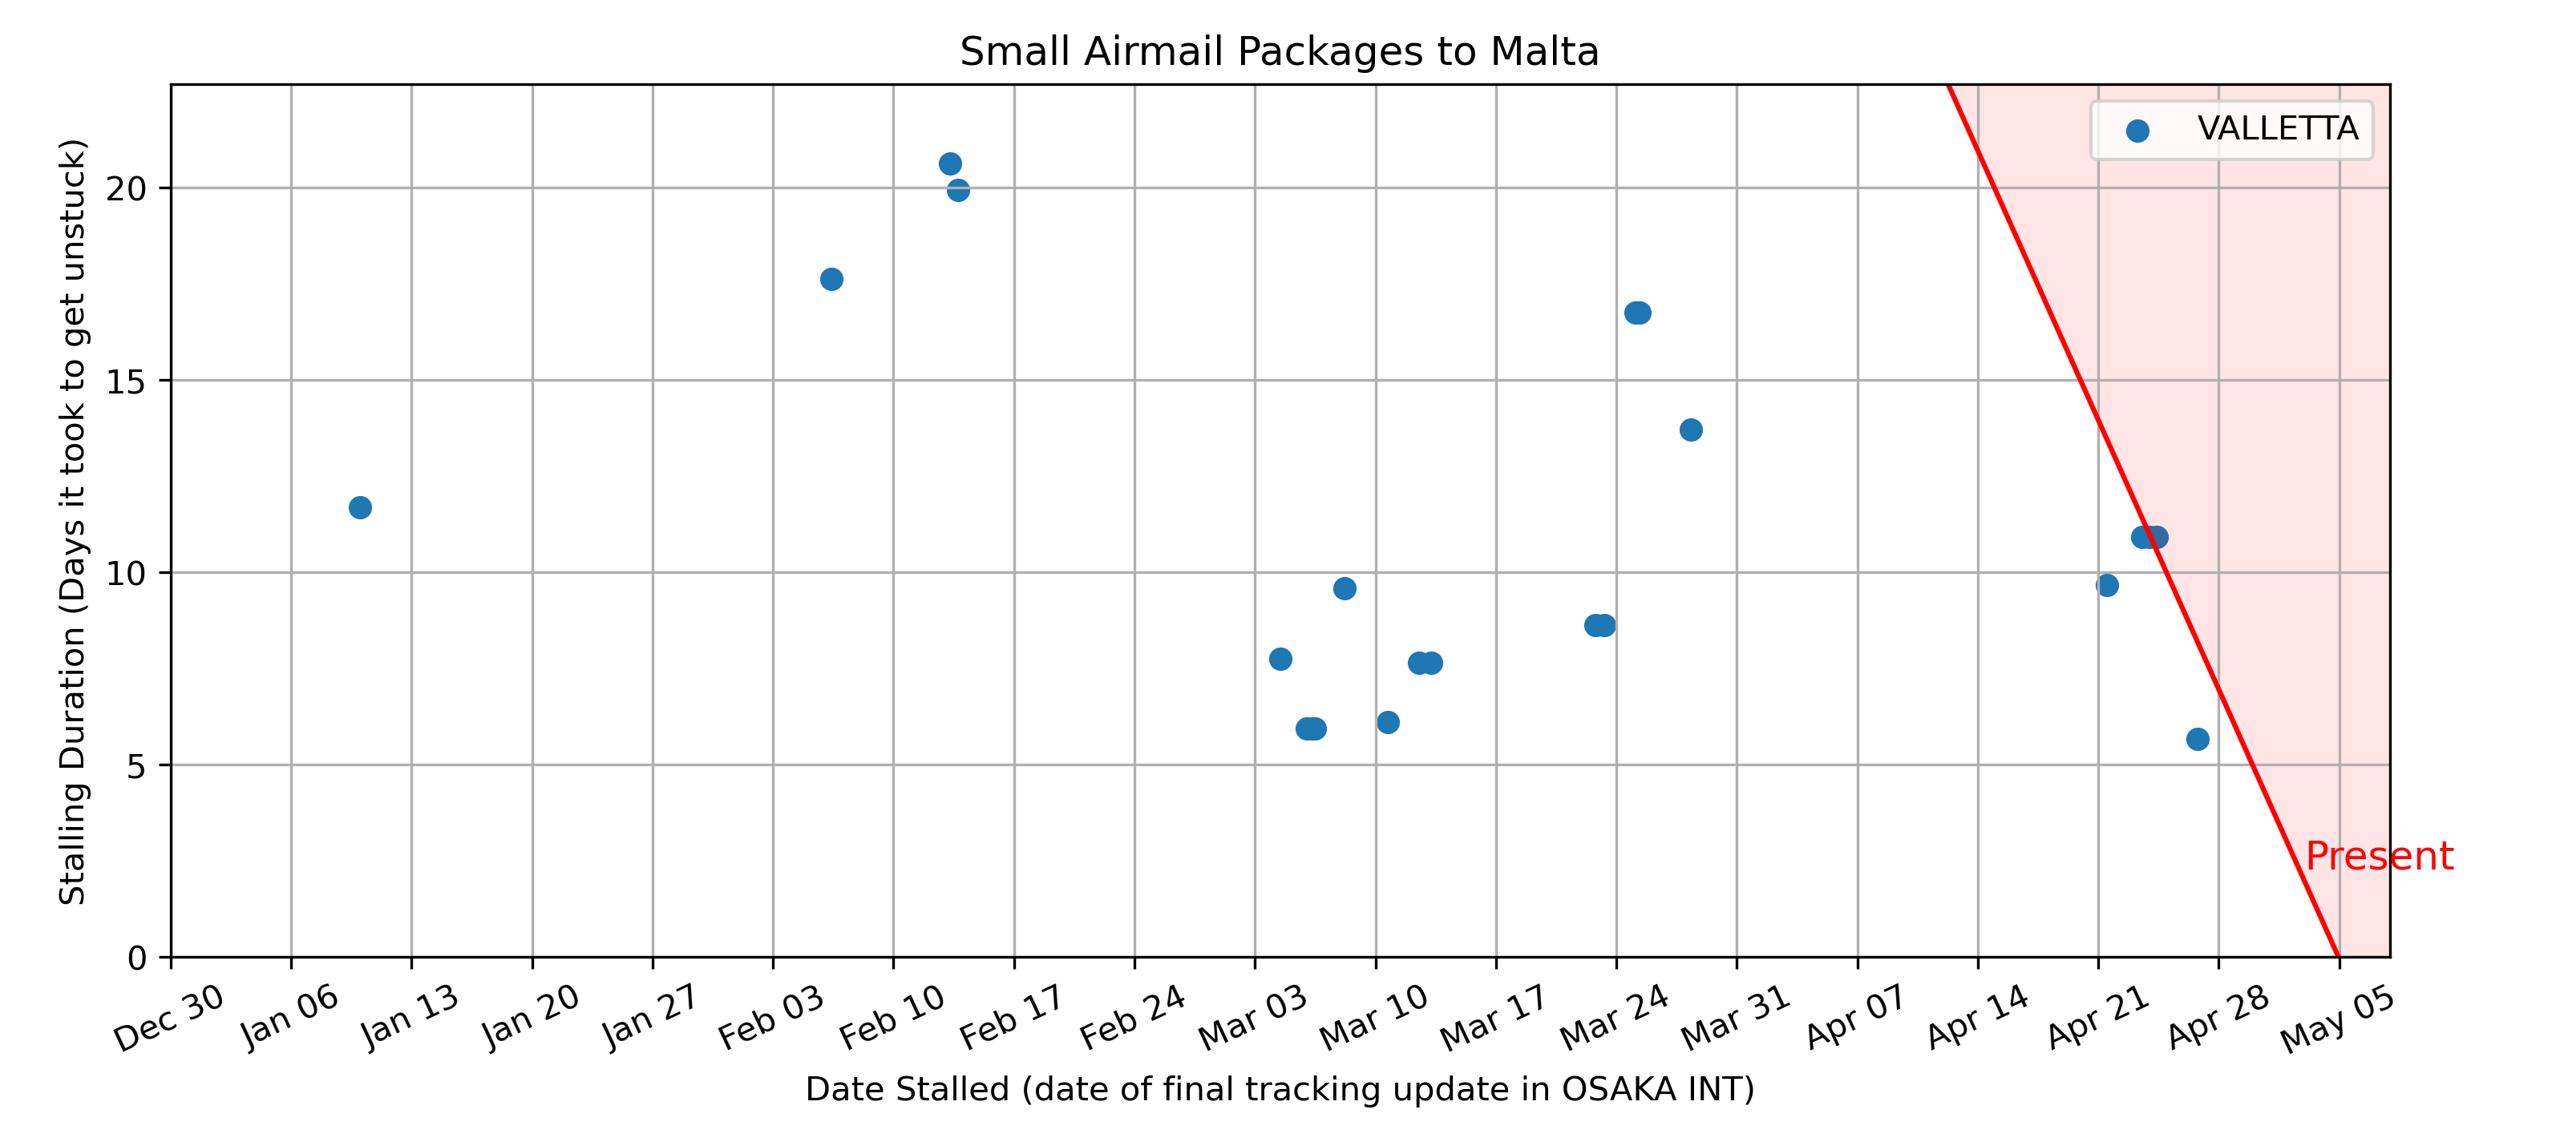 Small Airmail Packages to Malta
VALLETTA
Stalling Duration (Days it took to get unstuck)
20
15
10
5
0
Present
Dec 30
Jan 06
Jan 13
Jan 20
Jan 27
Feb 03
Feb 10
Feb 17
Feb 24
Mar 03
Mar 10
Mar 17
Mar 24
Mar 31
Apr 07
Apr 14
Apr 21
Apr 28
May 05
Date Stalled (date of final tracking update in OSAKA INT)